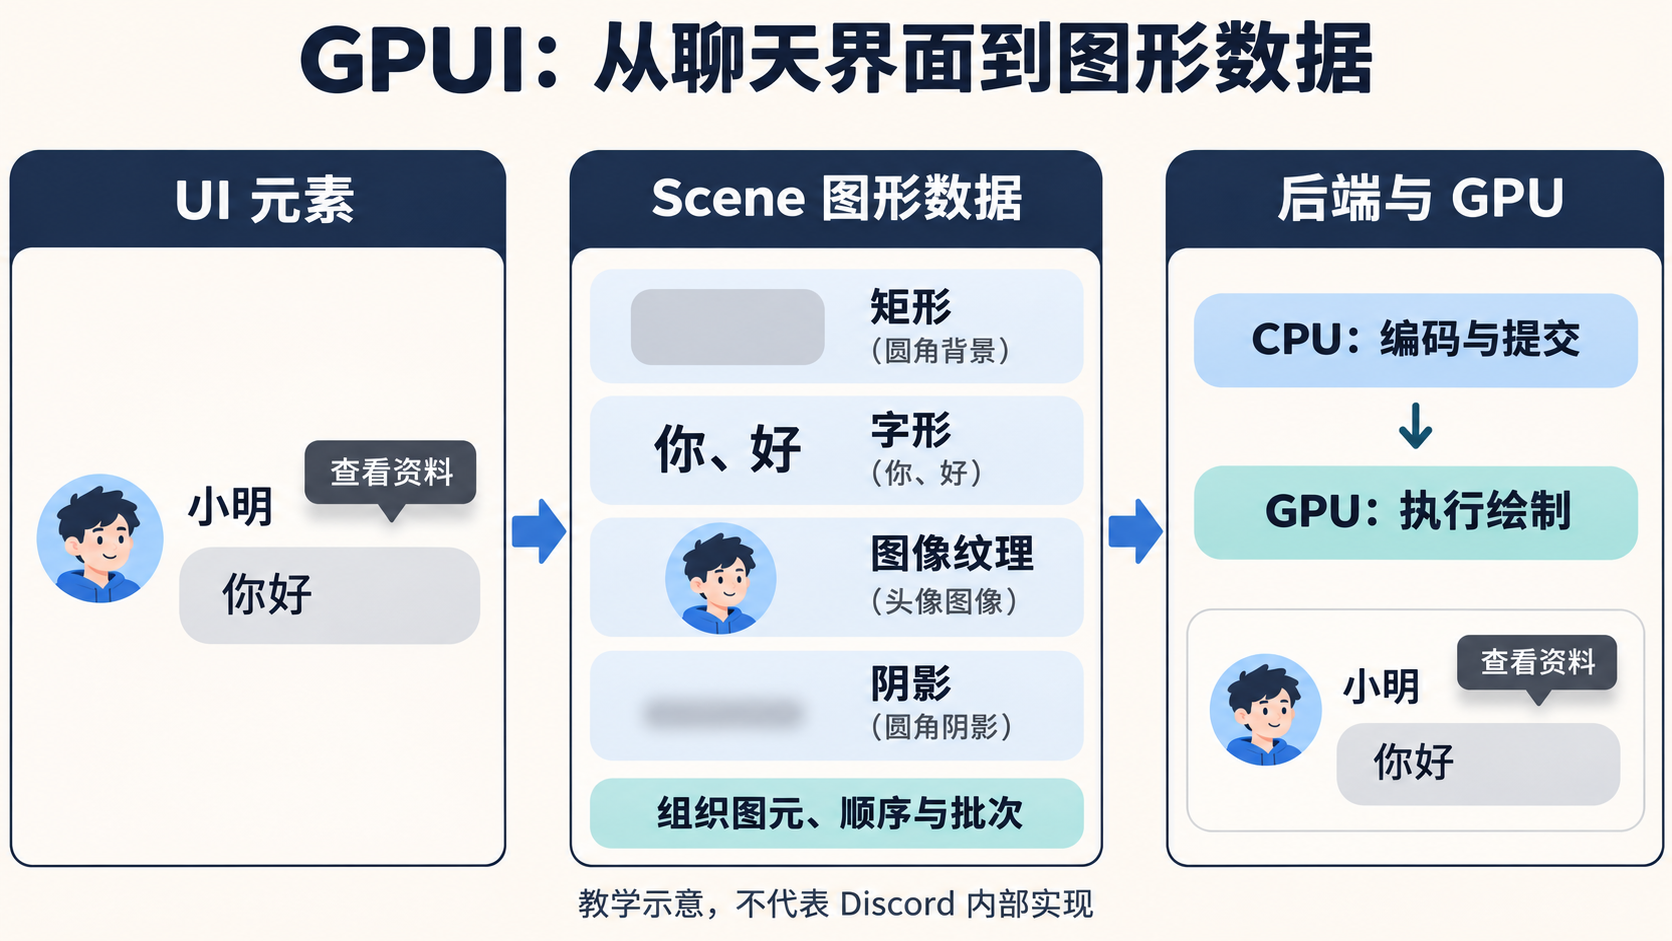 GPUI：从聊天界面到图形数据
UI 元素
小明
查看资料
你好
Scene 图形数据
矩形
（圆角背景）
你、好
字形
（你、好）
图像纹理
（头像图像）
阴影
（圆角阴影）
组织图元、顺序与批次
后端与 GPU
CPU：编码与提交
GPU：执行绘制
小明
查看资料
你好
教学示意，不代表 Discord 内部实现